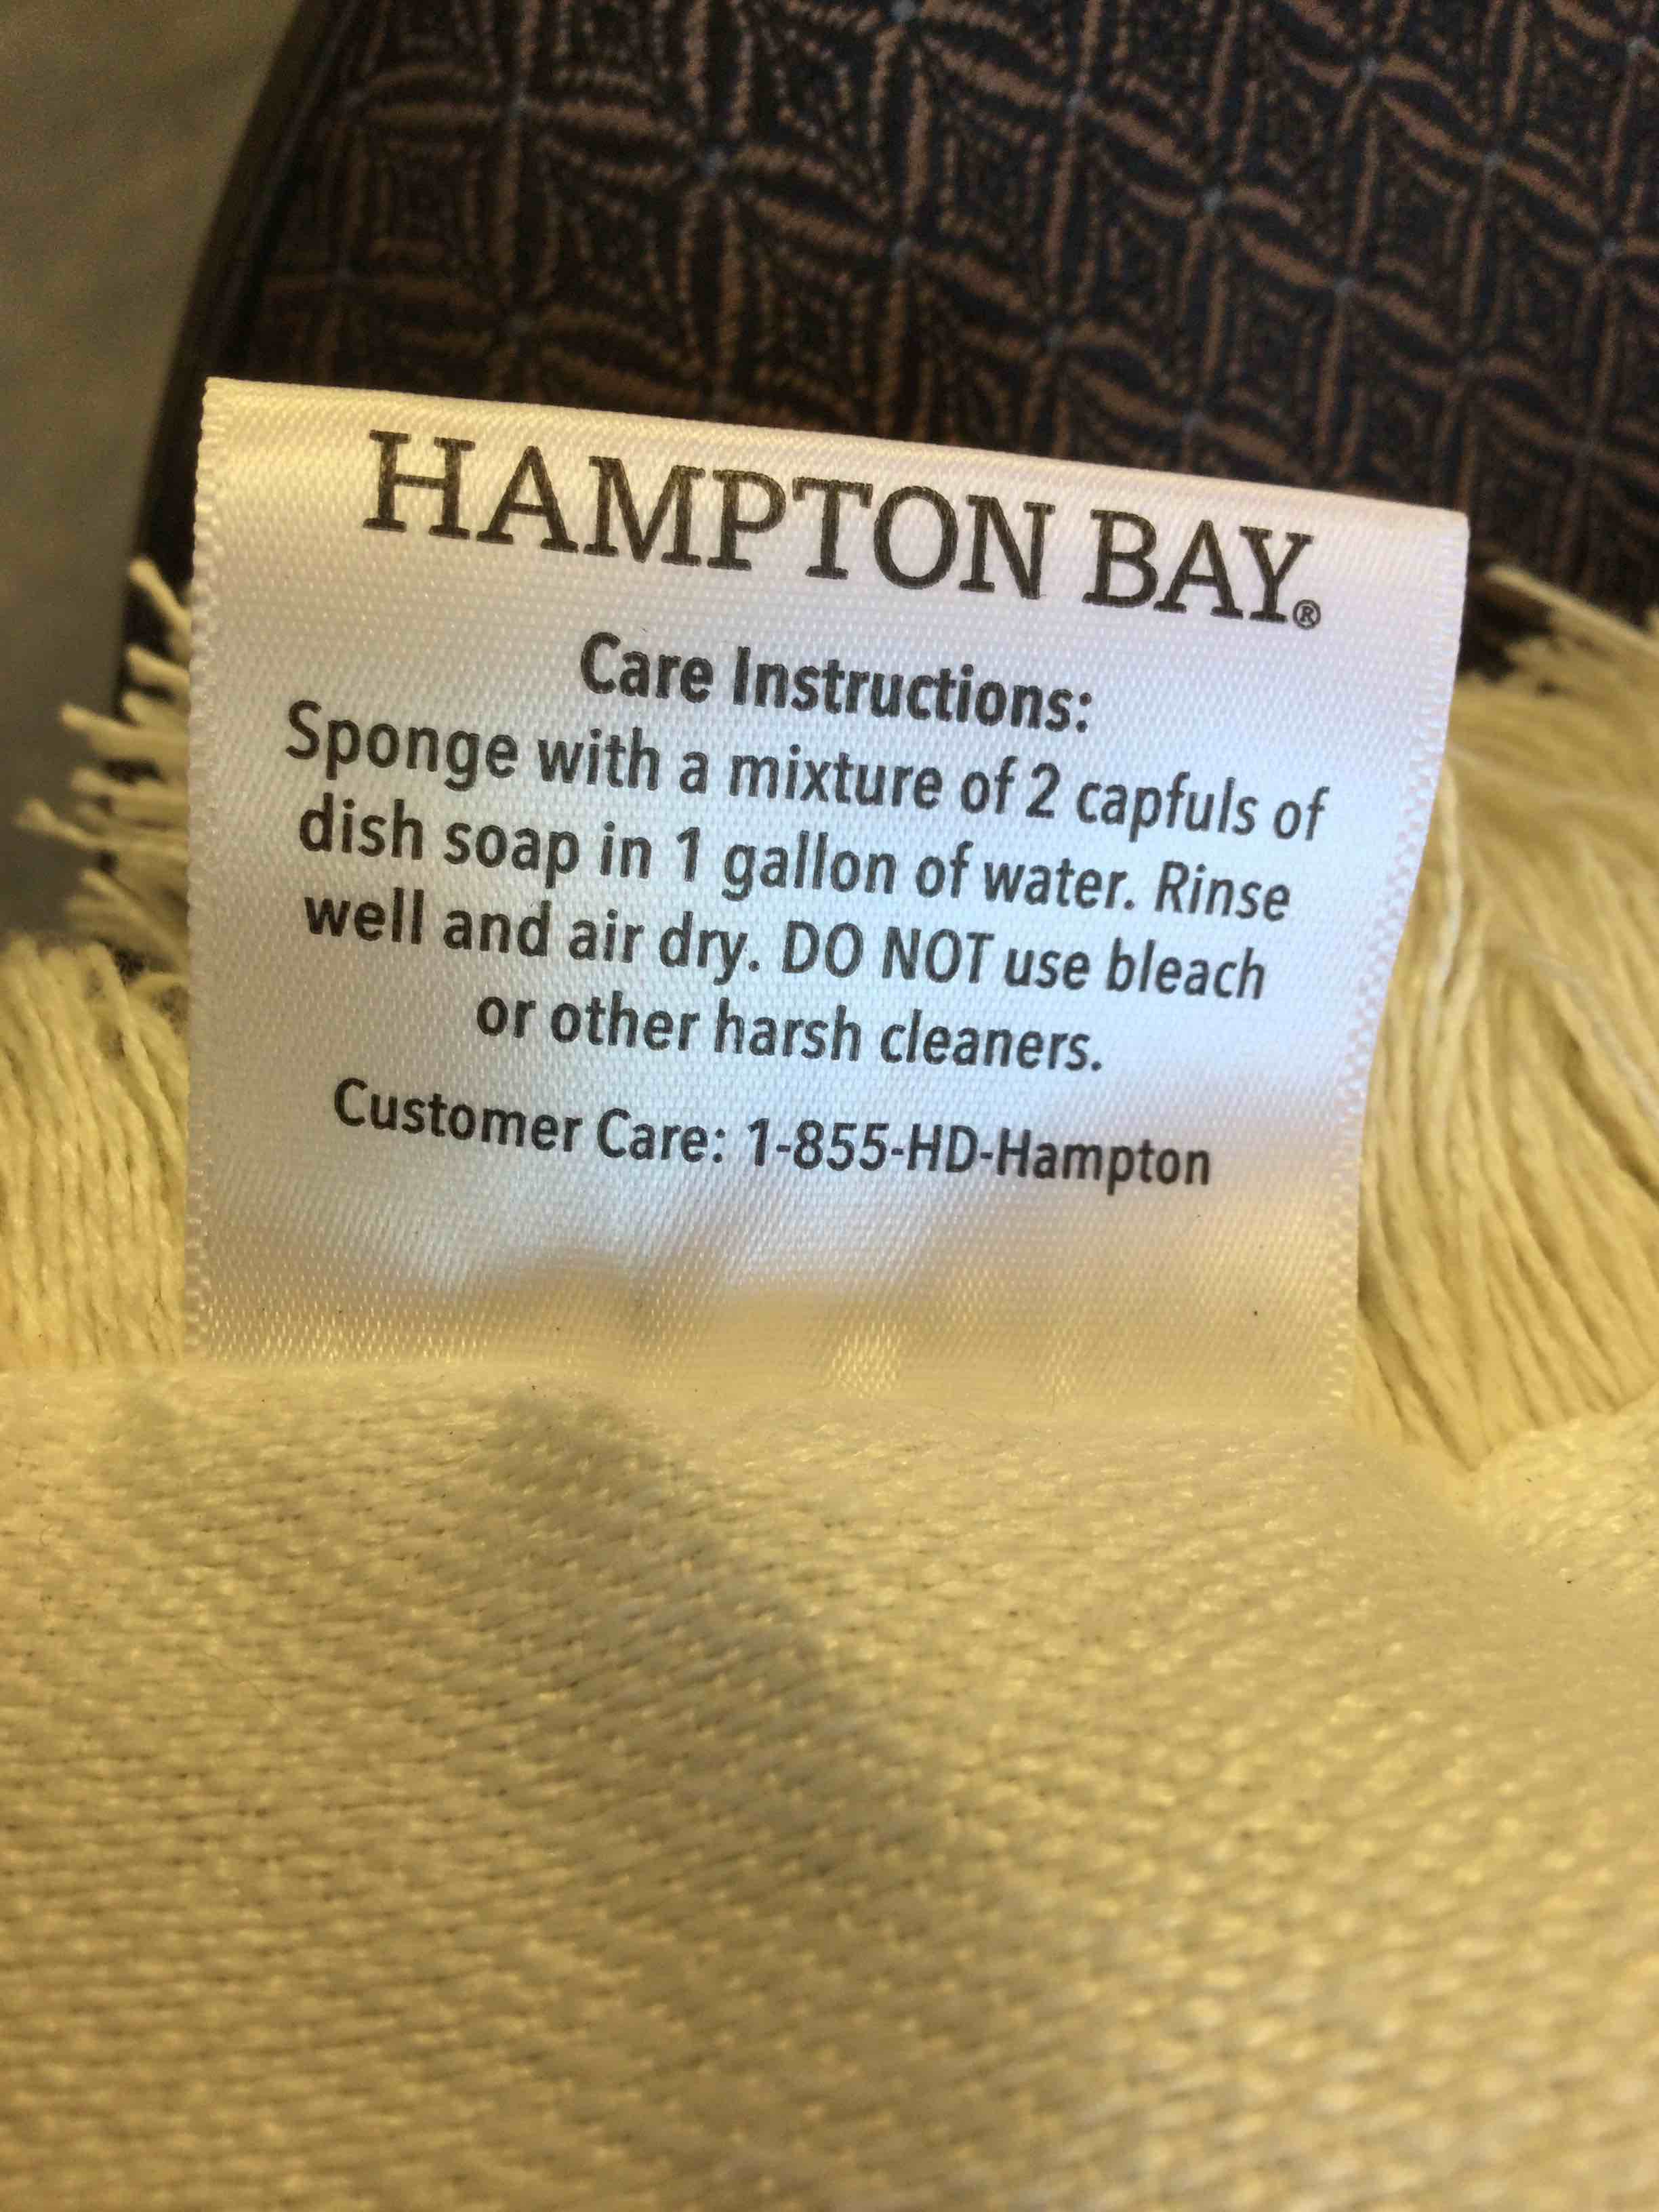 HAMPTON BAY®
Care Instructions:
Sponge with a mixture of 2 capfuls of
dish soap in 1 gallon of water. Rinse
well and air dry. DO NOT use bleach
or other harsh cleaners.
Customer Care: 1-855-HD-Hampton